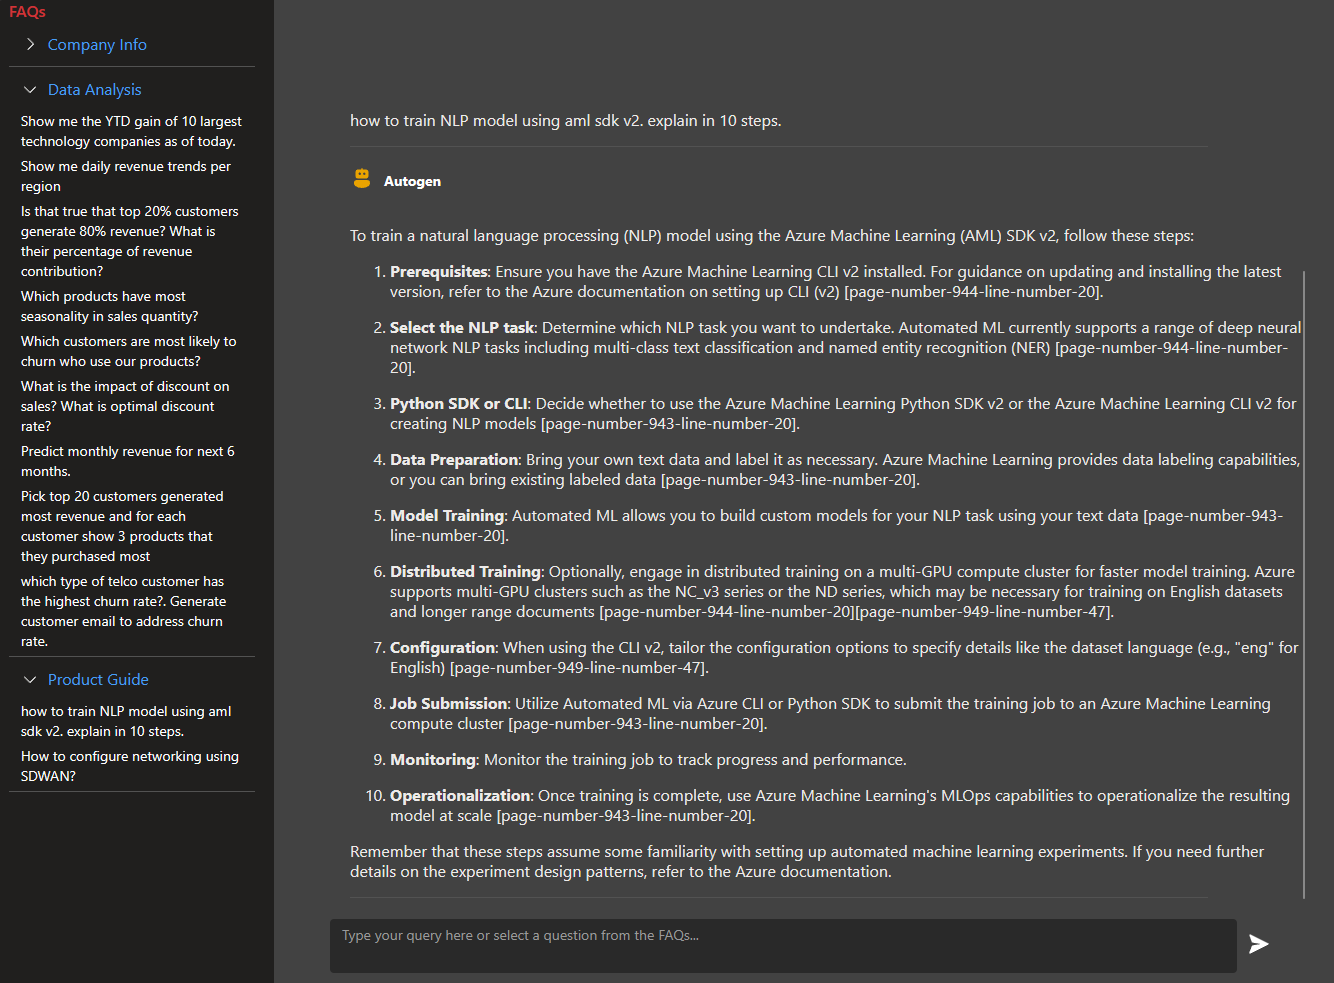 FAQs
Company Info
Data Analysis
Show me the YTD gain of 10 largest
technology companies as of today.
Show me daily revenue trends per
region
Is that true that top 20% customers
generate 80% revenue? What is
their percentage of revenue
contribution?
Which products have most
seasonality in sales quantity?
Which customers are most likely to
churn who use our products?
What is the impact of discount on
sales? What is optimal discount
rate?
Predict monthly revenue for next 6
months.
Pick top 20 customers generated
most revenue and for each
customer show 3 products that
they purchased most
which type of telco customer has
the highest churn rate?. Generate
customer email to address churn
rate.
Product Guide
how to train NLP model using aml
sdk v2. explain in 10 steps.
How to configure networking using
SDWAN?
how to train NLP model using aml sdk v2. explain in 10 steps.
Autogen
To train a natural language processing (NLP) model using the Azure Machine Learning (AML) SDK v2, follow these steps:
1. Prerequisites: Ensure you have the Azure Machine Learning CLI v2 installed. For guidance on updating and installing the latest
version, refer to the Azure documentation on setting up CLI (v2) [page-number-944-line-number-20].
2. Select the NLP task: Determine which NLP task you want to undertake. Automated ML currently supports a range of deep neural
network NLP tasks including multi-class text classification and named entity recognition (NER) [page-number-944-line-number-
20].
3. Python SDK or CLI: Decide whether to use the Azure Machine Learning Python SDK v2 or the Azure Machine Learning CLI v2 for
creating NLP models [page-number-943-line-number-20].
4. Data Preparation: Bring your own text data and label it as necessary. Azure Machine Learning provides data labeling capabilities,
or you can bring existing labeled data [page-number-943-line-number-20].
5. Model Training: Automated ML allows you to build custom models for your NLP task using your text data [page-number-943-
line-number-20].
6. Distributed Training: Optionally, engage in distributed training on a multi-GPU compute cluster for faster model training. Azure
supports multi-GPU clusters such as the NC_v3 series or the ND series, which may be necessary for training on English datasets
and longer range documents [page-number-944-line-number-20][page-number-949-line-number-47].
7. Configuration: When using the CLI v2, tailor the configuration options to specify details like the dataset language (e.g., "eng" for
English) [page-number-949-line-number-47].
8. Job Submission: Utilize Automated ML via Azure CLI or Python SDK to submit the training job to an Azure Machine Learning
compute cluster [page-number-943-line-number-20].
9. Monitoring: Monitor the training job to track progress and performance.
10. Operationalization: Once training is complete, use Azure Machine Learning's MLOps capabilities to operationalize the resulting
model at scale [page-number-943-line-number-20].
Remember that these steps assume some familiarity with setting up automated machine learning experiments. If you need further
details on the experiment design patterns, refer to the Azure documentation.
Type your query here or select a question from the FAQs...